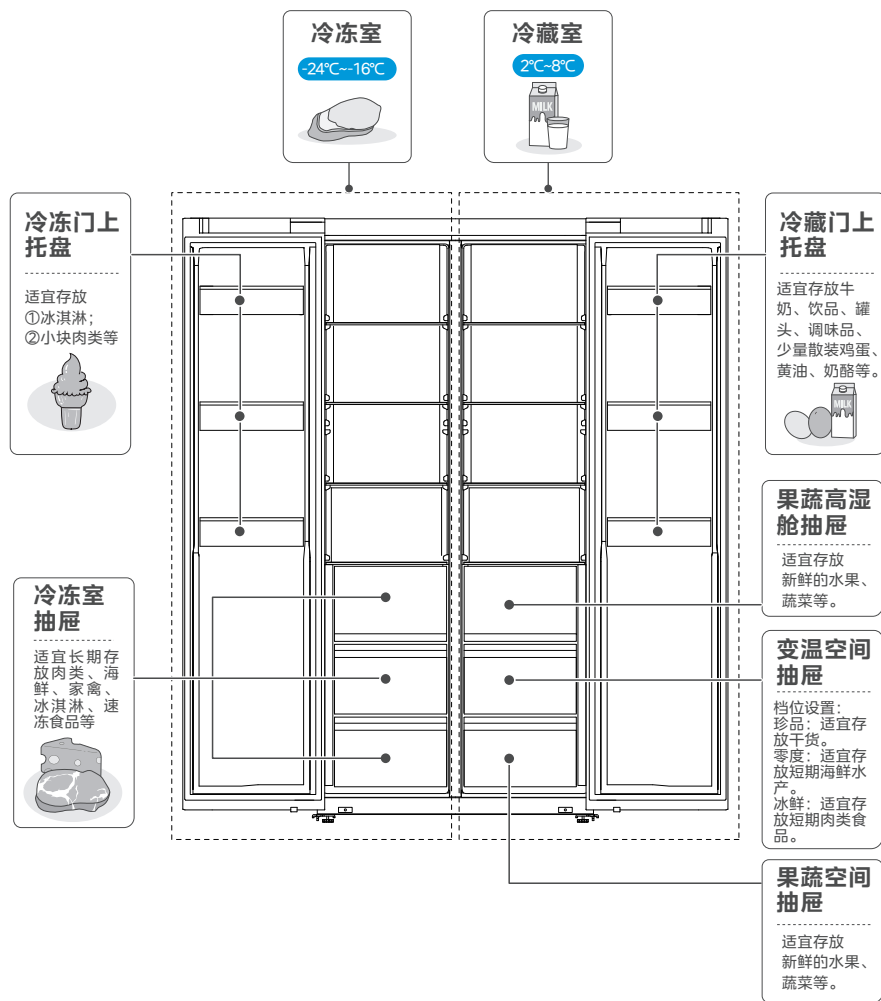 冷冻室
-24℃~-16℃
冷藏室
2℃~8℃
MILK
冷冻门上
托盘
适宜存放
①冰淇淋；
②小块肉类等
冷藏门上
托盘
适宜存放牛
奶、饮品、罐
头、调味品、
少量散装鸡蛋、
黄油、奶酪等。
MILK
果蔬高湿
舱抽屉
适宜存放
新鲜的水果、
蔬菜等。
冷冻室
抽屉
适宜长期存
放肉类、海
鲜、家禽、
冰淇淋、速
冻食品等
变温空间
抽屉
档位设置：
珍品：适宜存
放干货。
零度：适宜存
放短期海鲜水
产。
冰鲜：适宜存
放短期肉类食
品。
果蔬空间
抽屉
适宜存放
新鲜的水果、
蔬菜等。